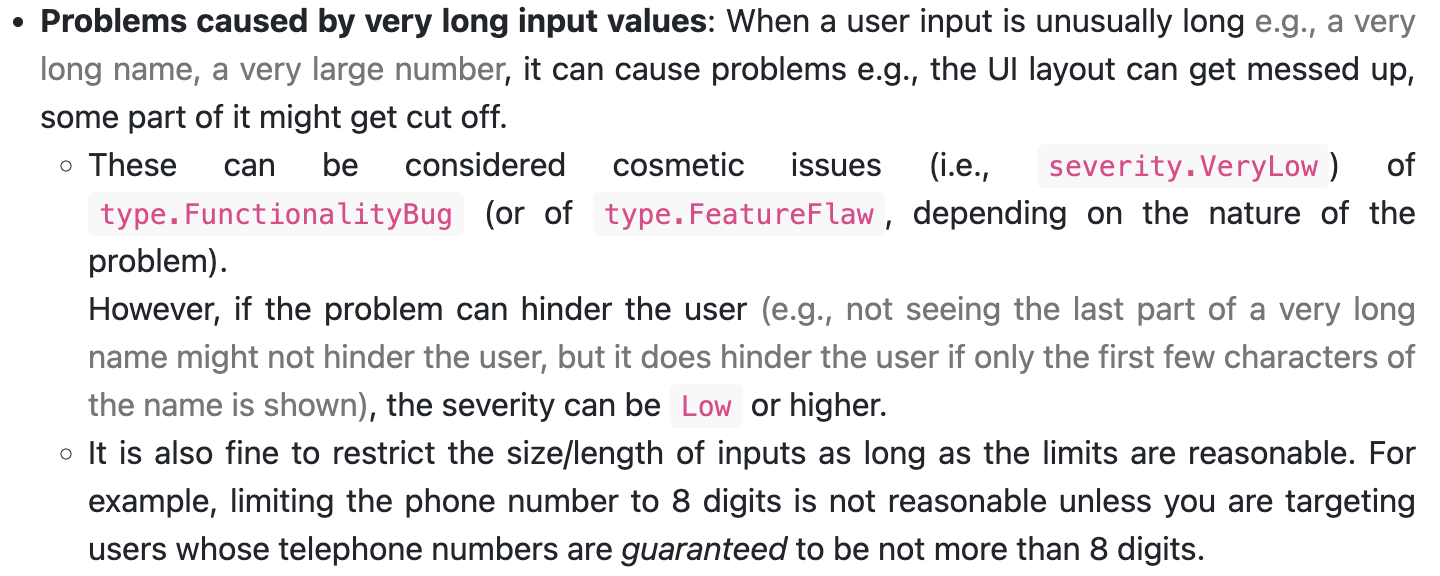 • Problems caused by very long input values: When a user input is unusually long e.g., a very
long name, a very large number, it can cause problems e.g., the UI layout can get messed up,
some part of it might get cut off.
◦ These can be considered cosmetic issues (i.e., severity.VeryLow) of
type.FunctionalityBug (or of type.FeatureFlaw, depending on the nature of the
problem).
However, if the problem can hinder the user (e.g., not seeing the last part of a very long
name might not hinder the user, but it does hinder the user if only the first few characters of
the name is shown), the severity can be Low or higher.
◦ It is also fine to restrict the size/length of inputs as long as the limits are reasonable. For
example, limiting the phone number to 8 digits is not reasonable unless you are targeting
users whose telephone numbers are guaranteed to be not more than 8 digits.